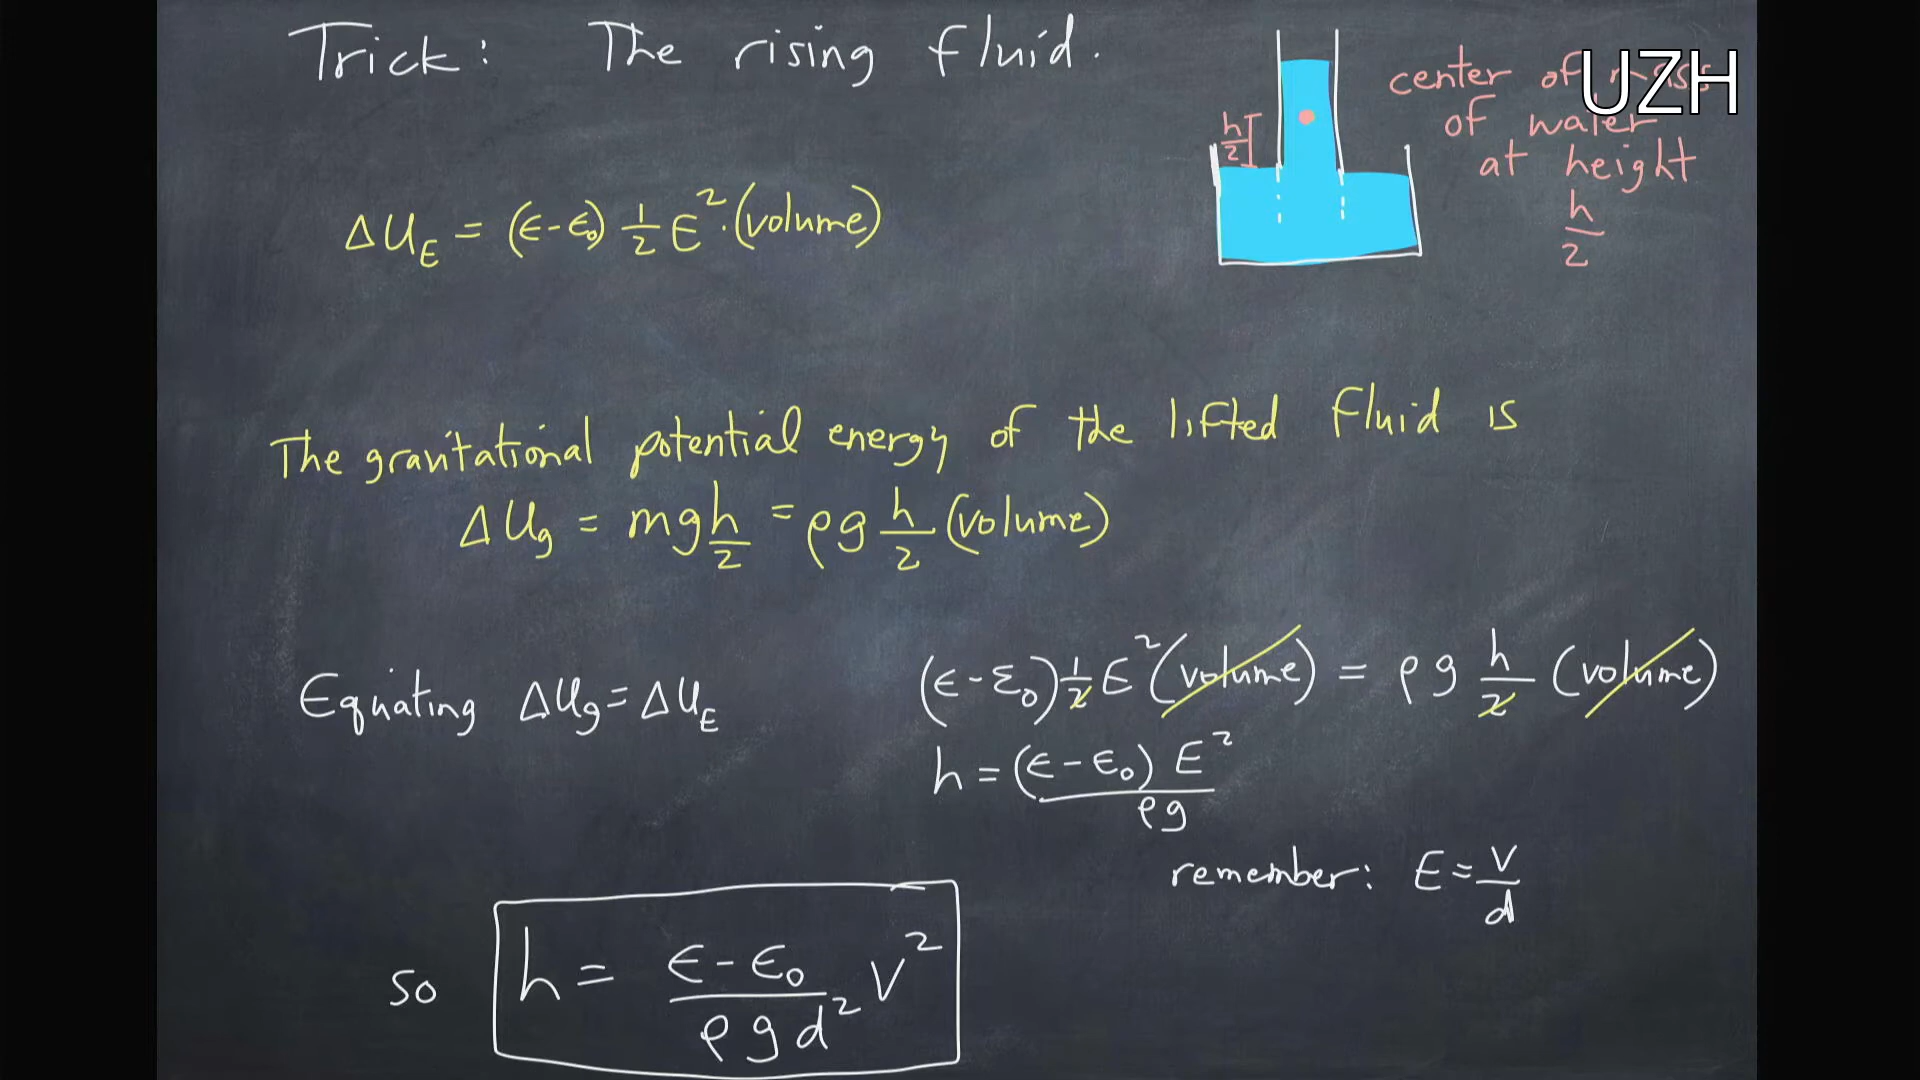 Trick: The rising fluid.
UZH
center of mass
of water
at height
h/2
h/2
ΔU_E = (ϵ-ϵ₀) 1/2 E² · (volume)
The gravitational potential energy of the lifted fluid is
ΔU_g = mg h/2 = ρg h/2 (volume)
Equating ΔU_g = ΔU_E
(ϵ-ε₀) 1/2 E² (volume) = ρ g h/2 (volume)
h = (ϵ-ϵ₀) E² / ρg
remember: E = V/d
so h = ϵ-ϵ₀ / ρ g d² V²